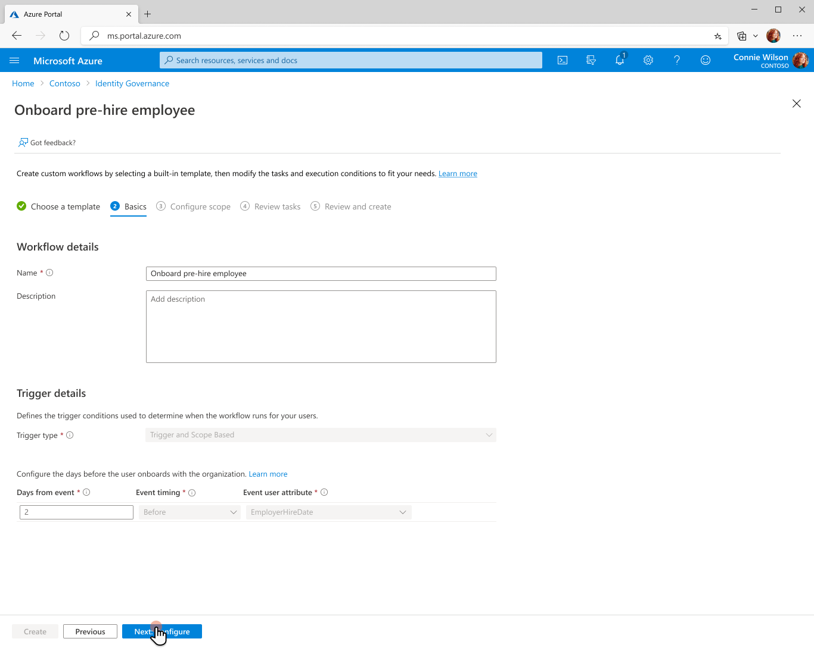 Azure Portal
ms.portal.azure.com
Microsoft Azure
Search resources, services and docs
1
Connie Wilson
CONTOSO
Home > Contoso > Identity Governance
Onboard pre-hire employee
Got feedback?
Create custom workflows by selecting a built-in template, then modify the tasks and execution conditions to fit your needs. Learn more
Choose a template 2 Basics 3 Configure scope 4 Review tasks 5 Review and create
Workflow details
Name *
Onboard pre-hire employee
Description
Add description
Trigger details
Defines the trigger conditions used to determine when the workflow runs for your users.
Trigger type *
Trigger and Scope Based
Configure the days before the user onboards with the organization. Learn more
Days from event * Event timing * Event user attribute *
2 Before EmployerHireDate
Create Previous Next: